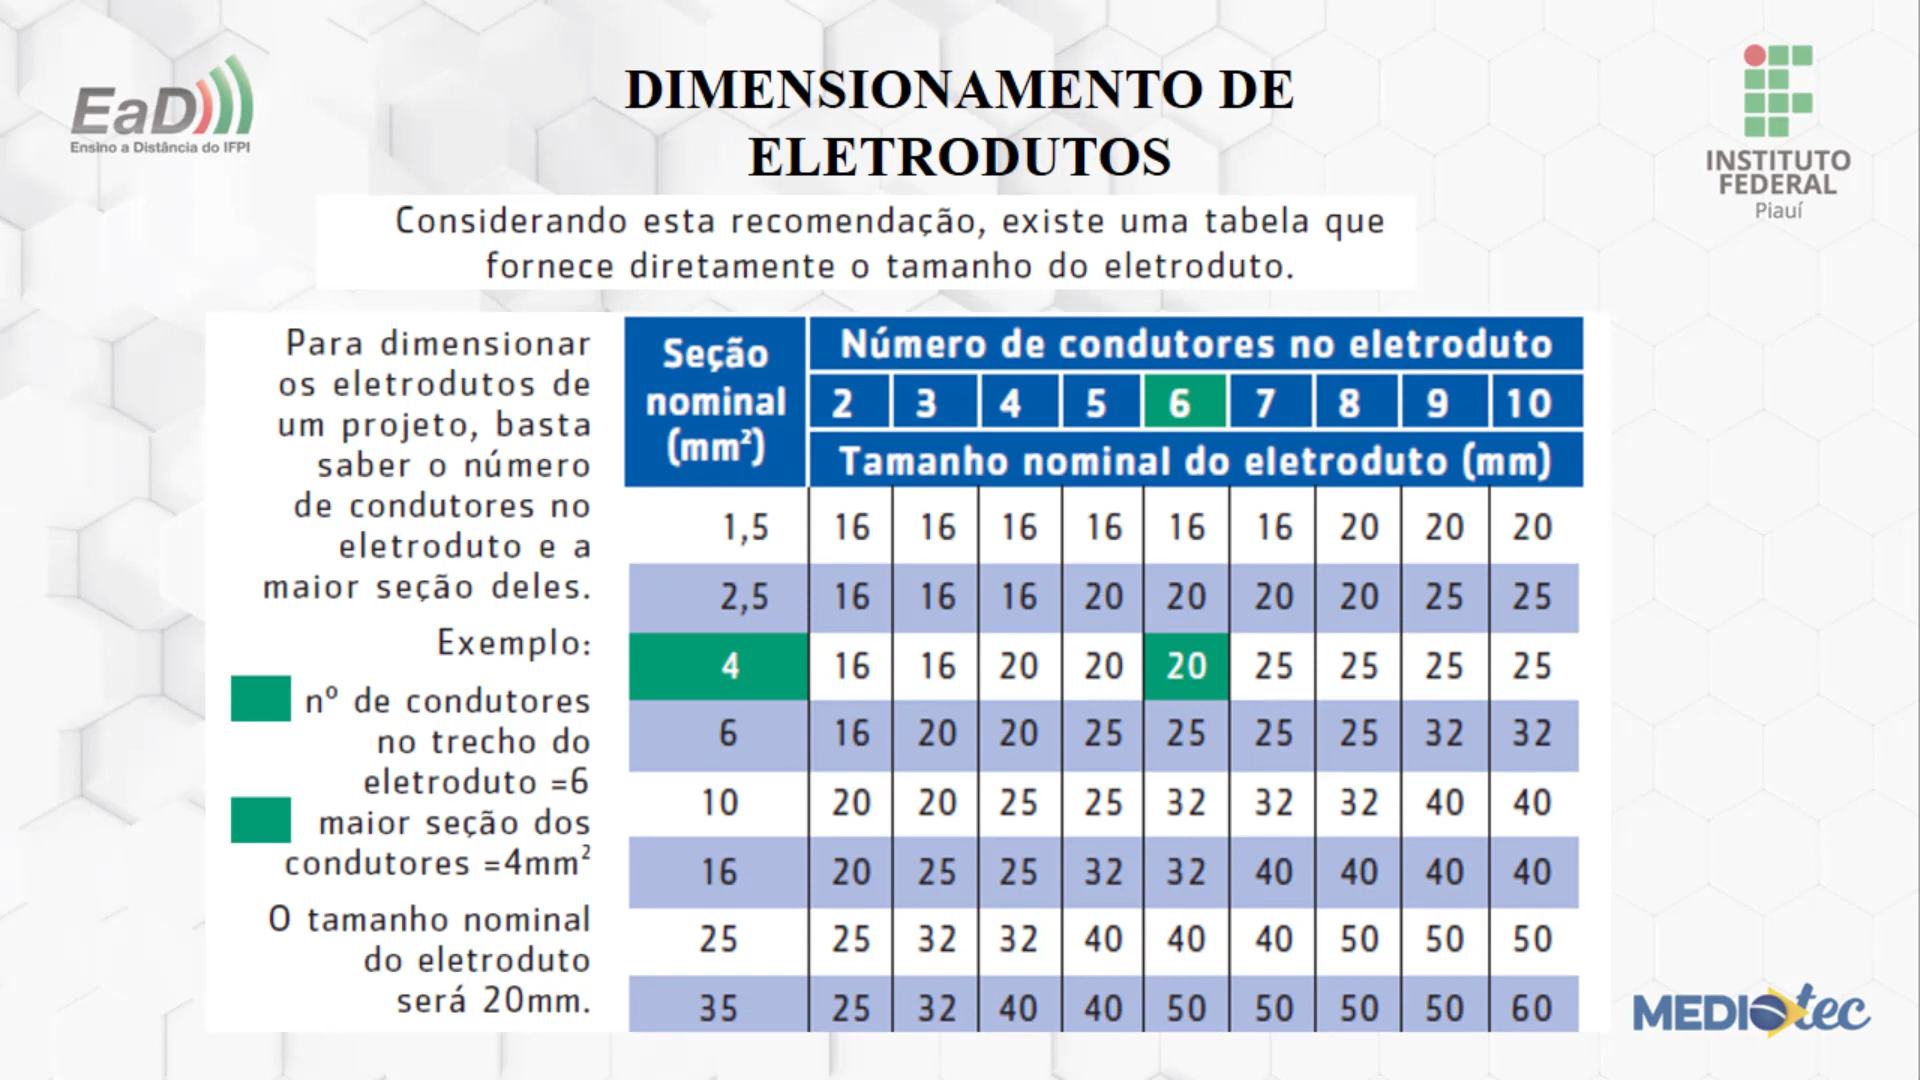 EaD
Ensino a Distância do IFPI
DIMENSIONAMENTO DE
ELETRODUTOS
INSTITUTO
FEDERAL
Piauí
Considerando esta recomendação, existe uma tabela que
fornece diretamente o tamanho do eletroduto.
Para dimensionar
os eletrodutos de
um projeto, basta
saber o número
de condutores no
eletroduto e a
maior seção deles.
Exemplo:
nº de condutores
no trecho do
eletroduto =6
maior seção dos
condutores =4mm²
O tamanho nominal
do eletroduto
será 20mm.
Seção
nominal
(mm²)
Número de condutores no eletroduto
2 3 4 5 6 7 8 9 10
Tamanho nominal do eletroduto (mm)
1,5 16 16 16 16 16 16 20 20 20
2,5 16 16 16 20 20 20 20 25 25
4 16 16 20 20 20 25 25 25 25
6 16 20 20 25 25 25 25 32 32
10 20 20 25 25 32 32 32 40 40
16 20 25 25 32 32 40 40 40 40
25 25 32 32 40 40 40 50 50 50
35 25 32 40 40 50 50 50 50 60
MEDIOtec